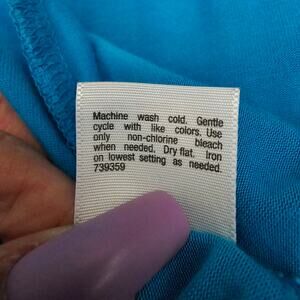 Machine wash cold. Gentle
cycle with like colors. Use
only non-chlorine bleach
when needed. Dry flat. Iron
on lowest setting as needed.
739359